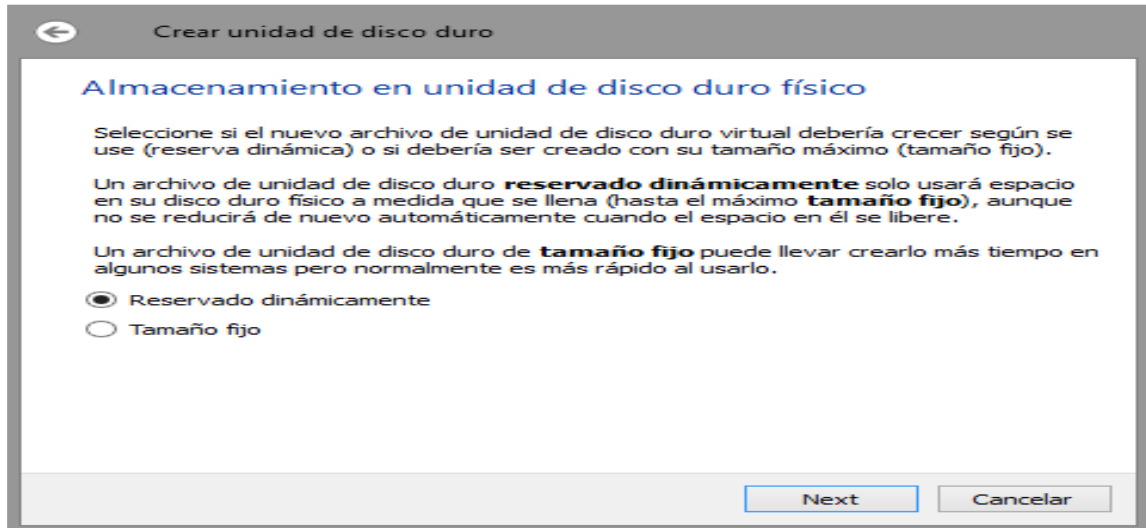 Crear unidad de disco duro
Almacenamiento en unidad de disco duro físico
Seleccione si el nuevo archivo de unidad de disco duro virtual debería crecer según se
use (reserva dinámica) o si debería ser creado con su tamaño máximo (tamaño fijo).
Un archivo de unidad de disco duro reservado dinámicamente solo usará espacio
en su disco duro físico a medida que se llena (hasta el máximo tamaño fijo), aunque
no se reducirá de nuevo automáticamente cuando el espacio en él se libere.
Un archivo de unidad de disco duro de tamaño fijo puede llevar crearlo más tiempo en
algunos sistemas pero normalmente es más rápido al usarlo.
Reservado dinámicamente
Tamaño fijo
Next Cancelar